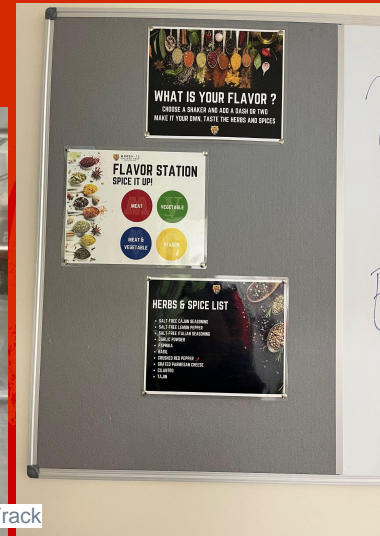 WHAT IS YOUR FLAVOR ?
CHOOSE A SHAKER AND ADD A DASH OR TWO
MAKE IT YOUR OWN, TASTE THE HERBS AND SPICES
FLAVOR STATION
SPICE IT UP!
MEAT
VEGETABLE
MEAT &
VEGETABLE
HERBS & SPICE LIST
SALT-FREE CAJUN SEASONING
SALT-FREE LEMON PEPPER
SALT-FREE ITALIAN SEASONING
GARLIC POWDER
PAPRIKA
BASIL
CRUSHED RED PEPPER
GRATED PARMESAN CHEESE
CILANTRO
TAJIN
Track